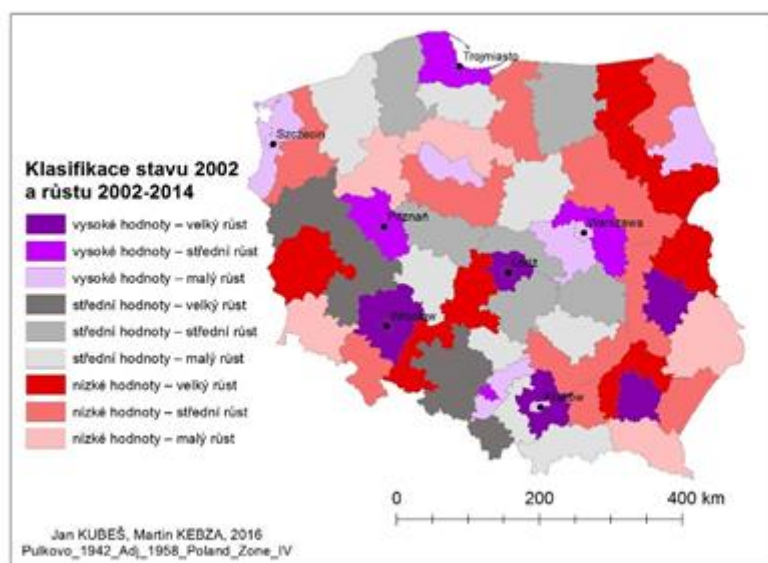 Trojmiasto
Szczecin
Klasifikace stavu 2002
a růstu 2002-2014
vysoké hodnoty – velký růst
vysoké hodnoty – střední růst
vysoké hodnoty – malý růst
střední hodnoty – velký růst
střední hodnoty – střední růst
střední hodnoty – malý růst
nízké hodnoty – velký růst
nízké hodnoty – střední růst
nízké hodnoty – malý růst
Poznań
Warszawa
Łódź
Wrocław
Kraków
0 200 400 km
Jan KUBEŠ, Martin KEBZA, 2016
Pulkovo_1942_Adj_1958_Poland_Zone_IV